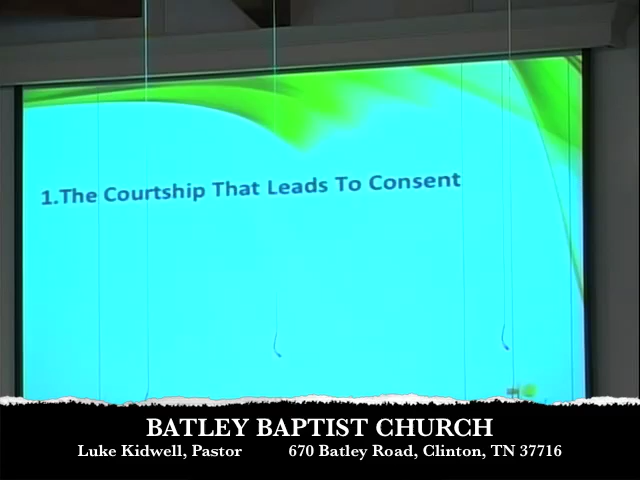 1.The Courtship That Leads To Consent
BATLEY BAPTIST CHURCH
Luke Kidwell, Pastor 670 Batley Road, Clinton, TN 37716